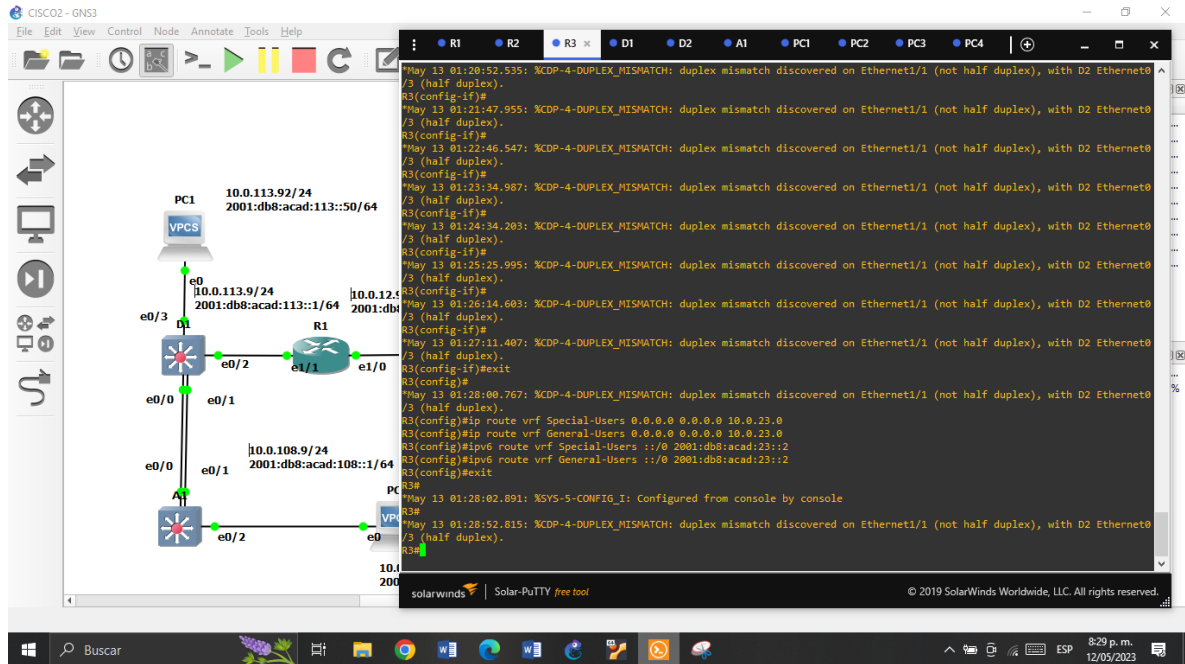 CISCO2 - GNS3
File Edit View Control Node Annotate Tools Help
R1 R2 R3 × D1 D2 A1 PC1 PC2 PC3 PC4
PC1
10.0.113.92/24
2001:db8:acad:113::50/64
VPCS
e0
10.0.113.9/24
2001:db8:acad:113::1/64
10.0.12.9
2001:db8
e0/3
D1
R1
e0/2
e1/1
e1/0
e0/0
e0/1
10.0.108.9/24
2001:db8:acad:108::1/64
e0/0
e0/1
PC
A1
VPC
e0/2
e0
10.0
200
*May 13 01:20:52.535: %CDP-4-DUPLEX_MISMATCH: duplex mismatch discovered on Ethernet1/1 (not half duplex), with D2 Ethernet0
/3 (half duplex).
R3(config-if)#
*May 13 01:21:47.955: %CDP-4-DUPLEX_MISMATCH: duplex mismatch discovered on Ethernet1/1 (not half duplex), with D2 Ethernet0
/3 (half duplex).
R3(config-if)#
*May 13 01:22:46.547: %CDP-4-DUPLEX_MISMATCH: duplex mismatch discovered on Ethernet1/1 (not half duplex), with D2 Ethernet0
/3 (half duplex).
R3(config-if)#
*May 13 01:23:34.987: %CDP-4-DUPLEX_MISMATCH: duplex mismatch discovered on Ethernet1/1 (not half duplex), with D2 Ethernet0
/3 (half duplex).
R3(config-if)#
*May 13 01:24:34.203: %CDP-4-DUPLEX_MISMATCH: duplex mismatch discovered on Ethernet1/1 (not half duplex), with D2 Ethernet0
/3 (half duplex).
R3(config-if)#
*May 13 01:25:25.995: %CDP-4-DUPLEX_MISMATCH: duplex mismatch discovered on Ethernet1/1 (not half duplex), with D2 Ethernet0
/3 (half duplex).
R3(config-if)#
*May 13 01:26:14.603: %CDP-4-DUPLEX_MISMATCH: duplex mismatch discovered on Ethernet1/1 (not half duplex), with D2 Ethernet0
/3 (half duplex).
R3(config-if)#
*May 13 01:27:11.407: %CDP-4-DUPLEX_MISMATCH: duplex mismatch discovered on Ethernet1/1 (not half duplex), with D2 Ethernet0
/3 (half duplex).
R3(config-if)#exit
R3(config)#
*May 13 01:28:00.767: %CDP-4-DUPLEX_MISMATCH: duplex mismatch discovered on Ethernet1/1 (not half duplex), with D2 Ethernet0
/3 (half duplex).
R3(config)#ip route vrf Special-Users 0.0.0.0 0.0.0.0 10.0.23.0
R3(config)#ip route vrf General-Users 0.0.0.0 0.0.0.0 10.0.23.0
R3(config)#ipv6 route vrf Special-Users ::/0 2001:db8:acad:23::2
R3(config)#ipv6 route vrf General-Users ::/0 2001:db8:acad:23::2
R3(config)#exit
R3#
*May 13 01:28:02.891: %SYS-5-CONFIG_I: Configured from console by console
R3#
*May 13 01:28:52.815: %CDP-4-DUPLEX_MISMATCH: duplex mismatch discovered on Ethernet1/1 (not half duplex), with D2 Ethernet0
/3 (half duplex).
R3#
solarwinds | Solar-PuTTY free tool
© 2019 SolarWinds Worldwide, LLC. All rights reserved.
%
Buscar
ESP
8:29 p. m.
12/05/2023